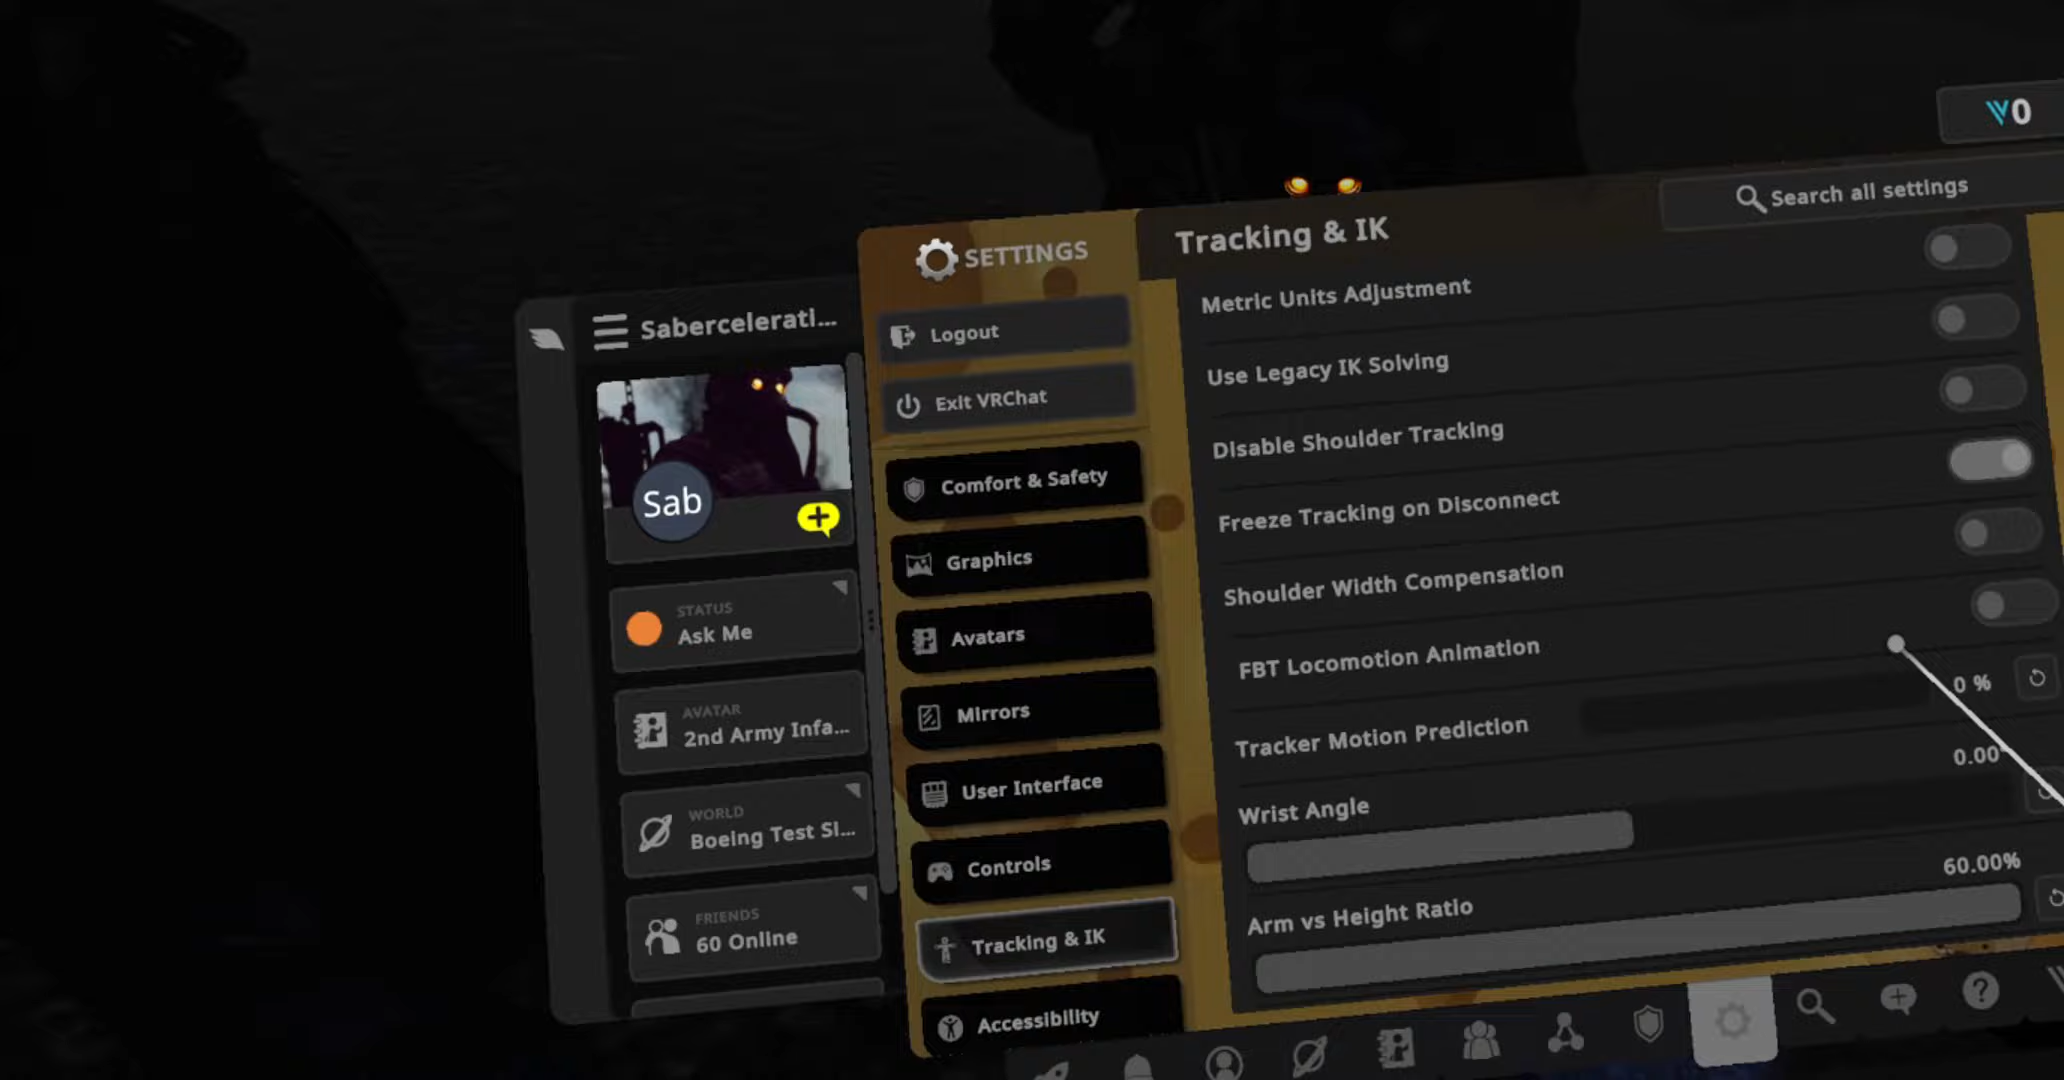 0
Search all settings
SETTINGS
Tracking & IK
Logout
Exit VRChat
Comfort & Safety
Graphics
Avatars
Mirrors
User Interface
Controls
Tracking & IK
Accessibility
Sabercelerati...
Sab
STATUS
Ask Me
AVATAR
2nd Army Infa...
WORLD
Boeing Test Si...
FRIENDS
60 Online
Metric Units Adjustment
Use Legacy IK Solving
Disable Shoulder Tracking
Freeze Tracking on Disconnect
Shoulder Width Compensation
FBT Locomotion Animation
Tracker Motion Prediction
0 %
Wrist Angle
0.00°
Arm vs Height Ratio
60.00%